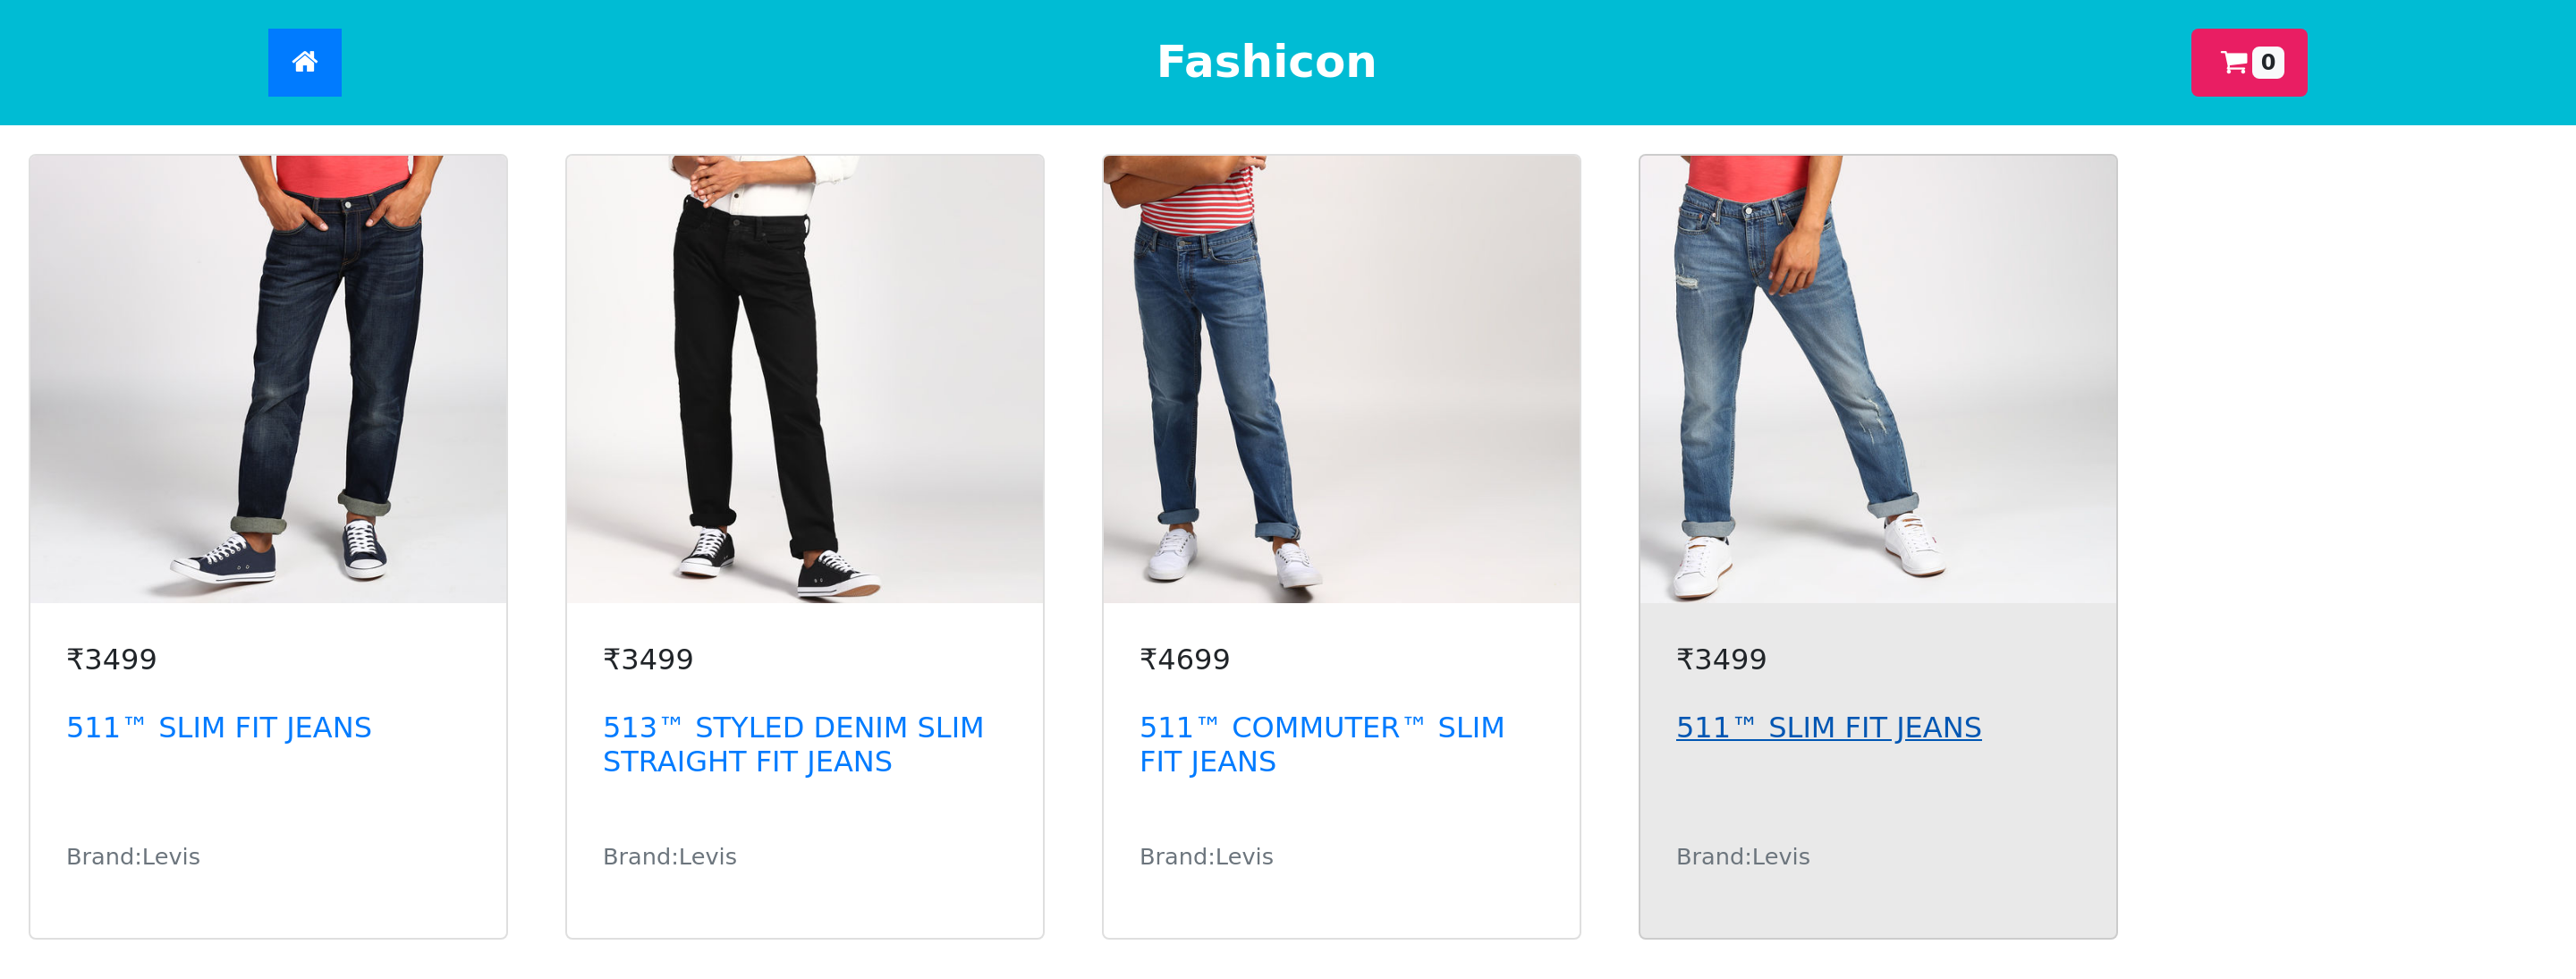 Fashicon
0
₹3499
511™ SLIM FIT JEANS
Brand:Levis
₹3499
513™ STYLED DENIM SLIM
STRAIGHT FIT JEANS
Brand:Levis
₹4699
511™ COMMUTER™ SLIM
FIT JEANS
Brand:Levis
₹3499
511™ SLIM FIT JEANS
Brand:Levis